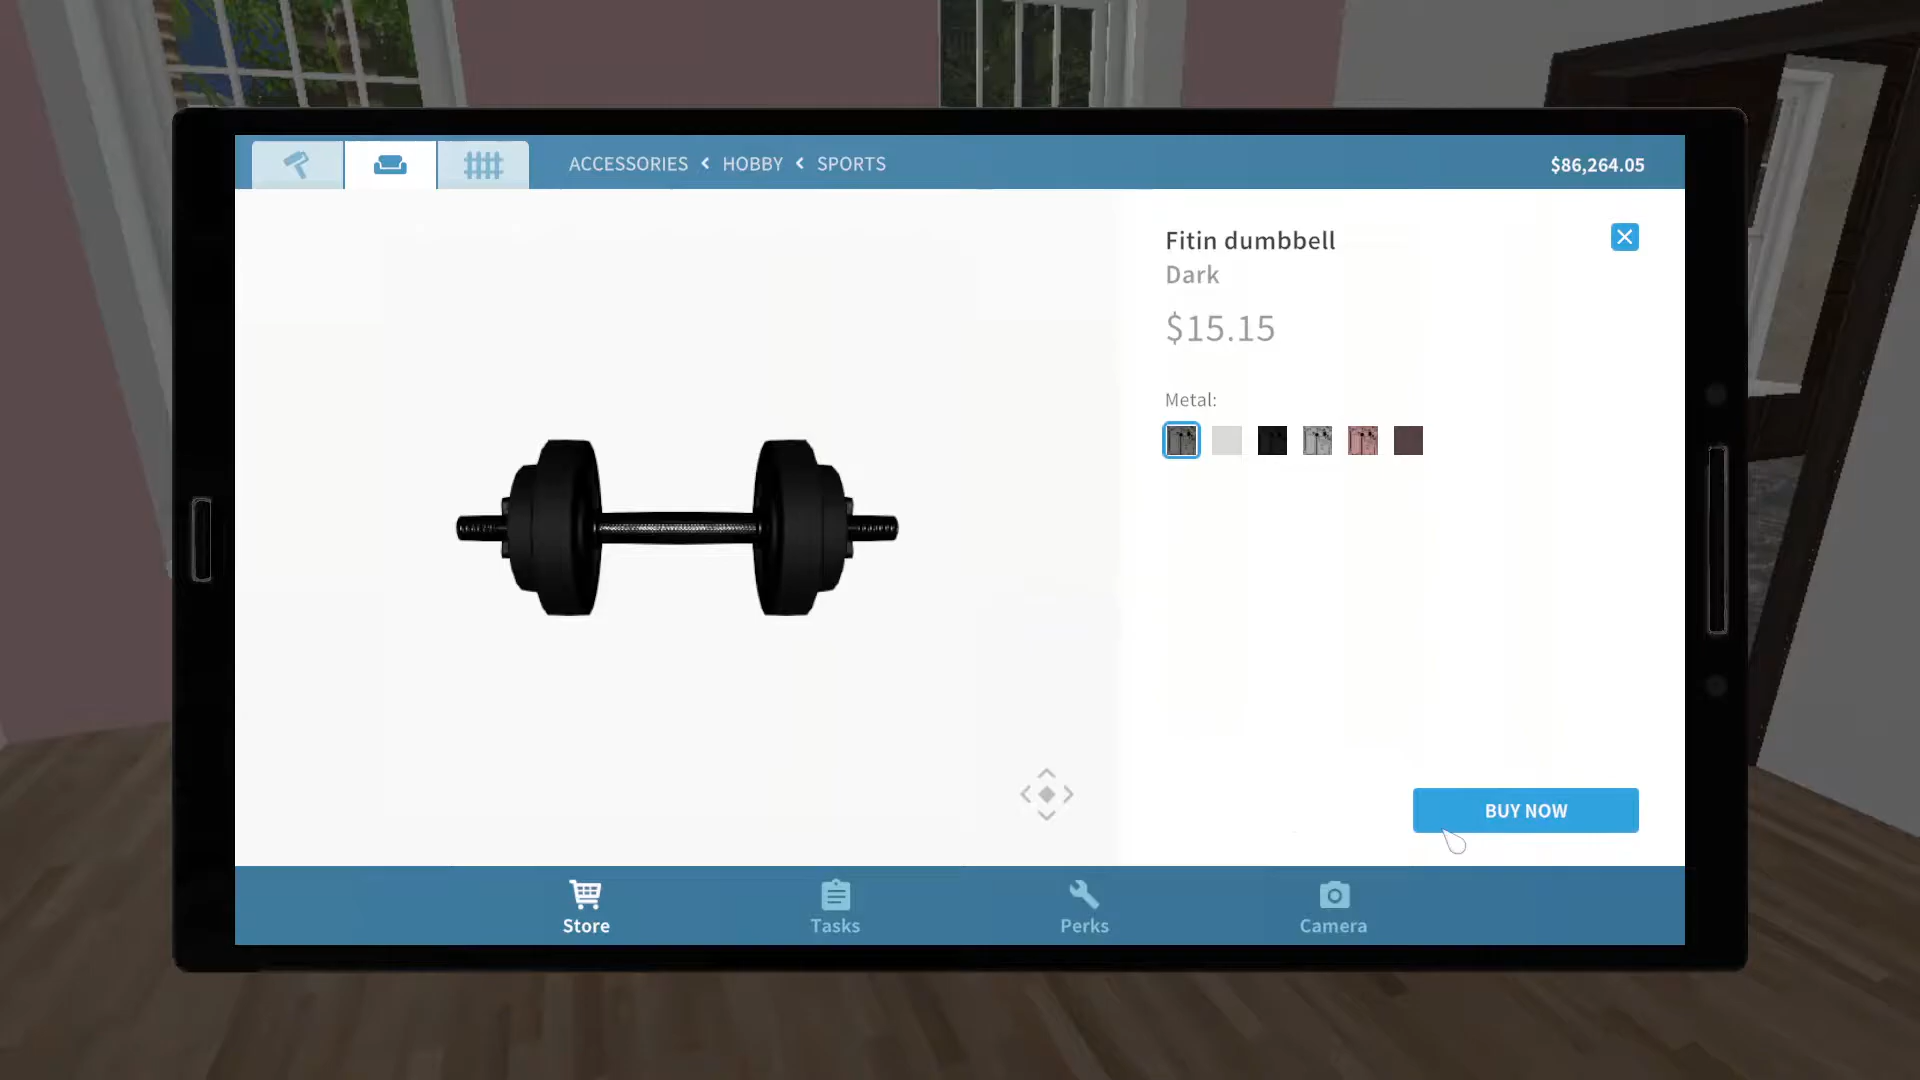 ACCESSORIES < HOBBY < SPORTS
$86,264.05
Fitin dumbbell
Dark
$15.15
Metal:
BUY NOW
Store
Tasks
Perks
Camera